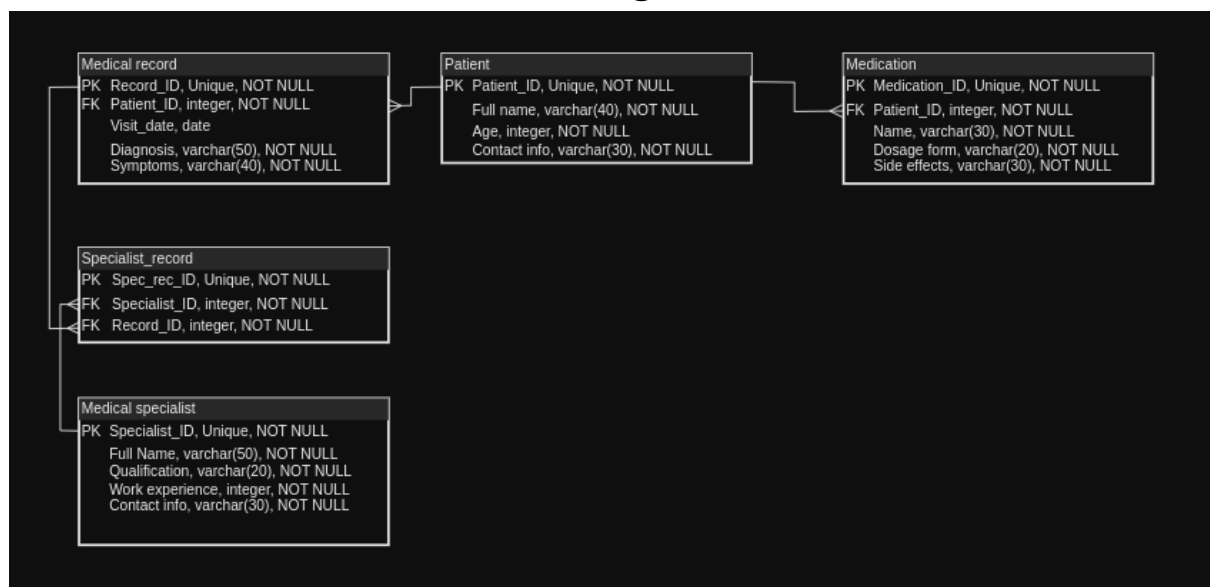 Medical record
PK Record_ID, Unique, NOT NULL
FK Patient_ID, integer, NOT NULL
Visit_date, date
Diagnosis, varchar(50), NOT NULL
Symptoms, varchar(40), NOT NULL
Patient
PK Patient_ID, Unique, NOT NULL
Full name, varchar(40), NOT NULL
Age, integer, NOT NULL
Contact info, varchar(30), NOT NULL
Medication
PK Medication_ID, Unique, NOT NULL
FK Patient_ID, integer, NOT NULL
Name, varchar(30), NOT NULL
Dosage form, varchar(20), NOT NULL
Side effects, varchar(30), NOT NULL
Specialist_record
PK Spec_rec_ID, Unique, NOT NULL
FK Specialist_ID, integer, NOT NULL
FK Record_ID, integer, NOT NULL
Medical specialist
PK Specialist_ID, Unique, NOT NULL
Full Name, varchar(50), NOT NULL
Qualification, varchar(20), NOT NULL
Work experience, integer, NOT NULL
Contact info, varchar(30), NOT NULL